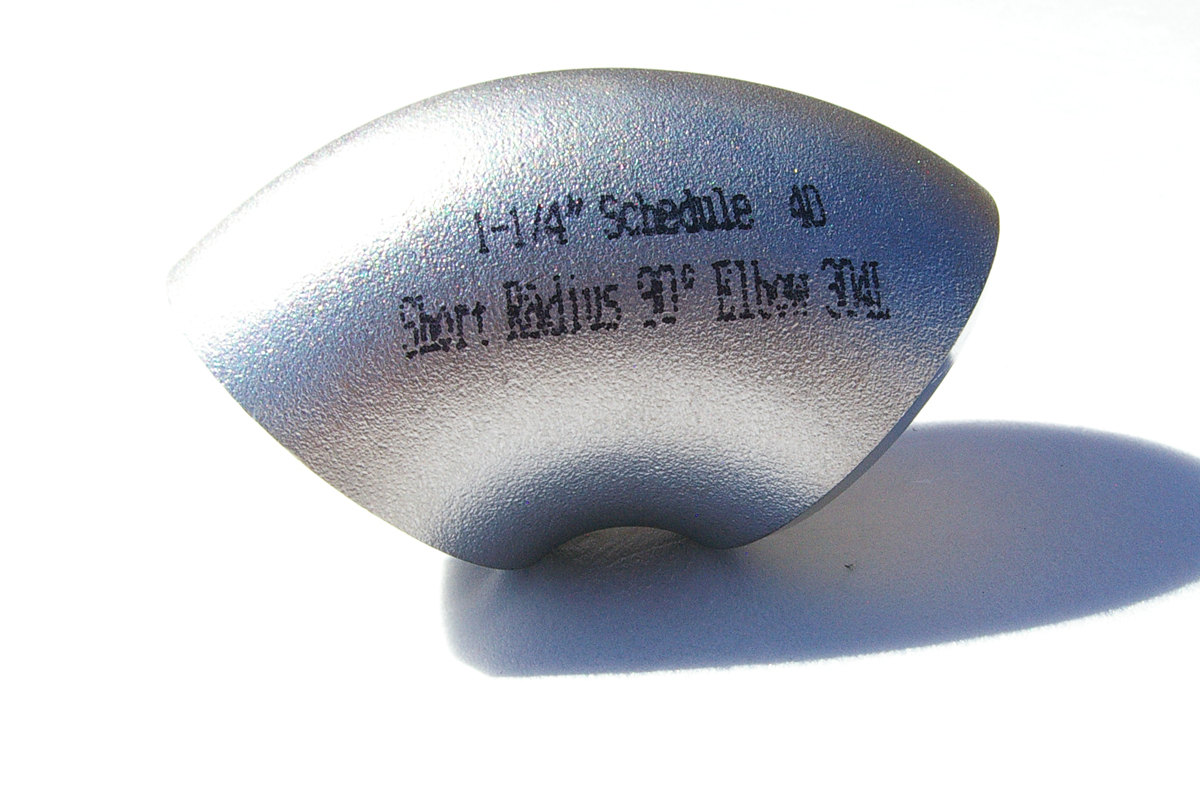 1-1/4" Schedule 40
Short Radius 90° Elbow 304L